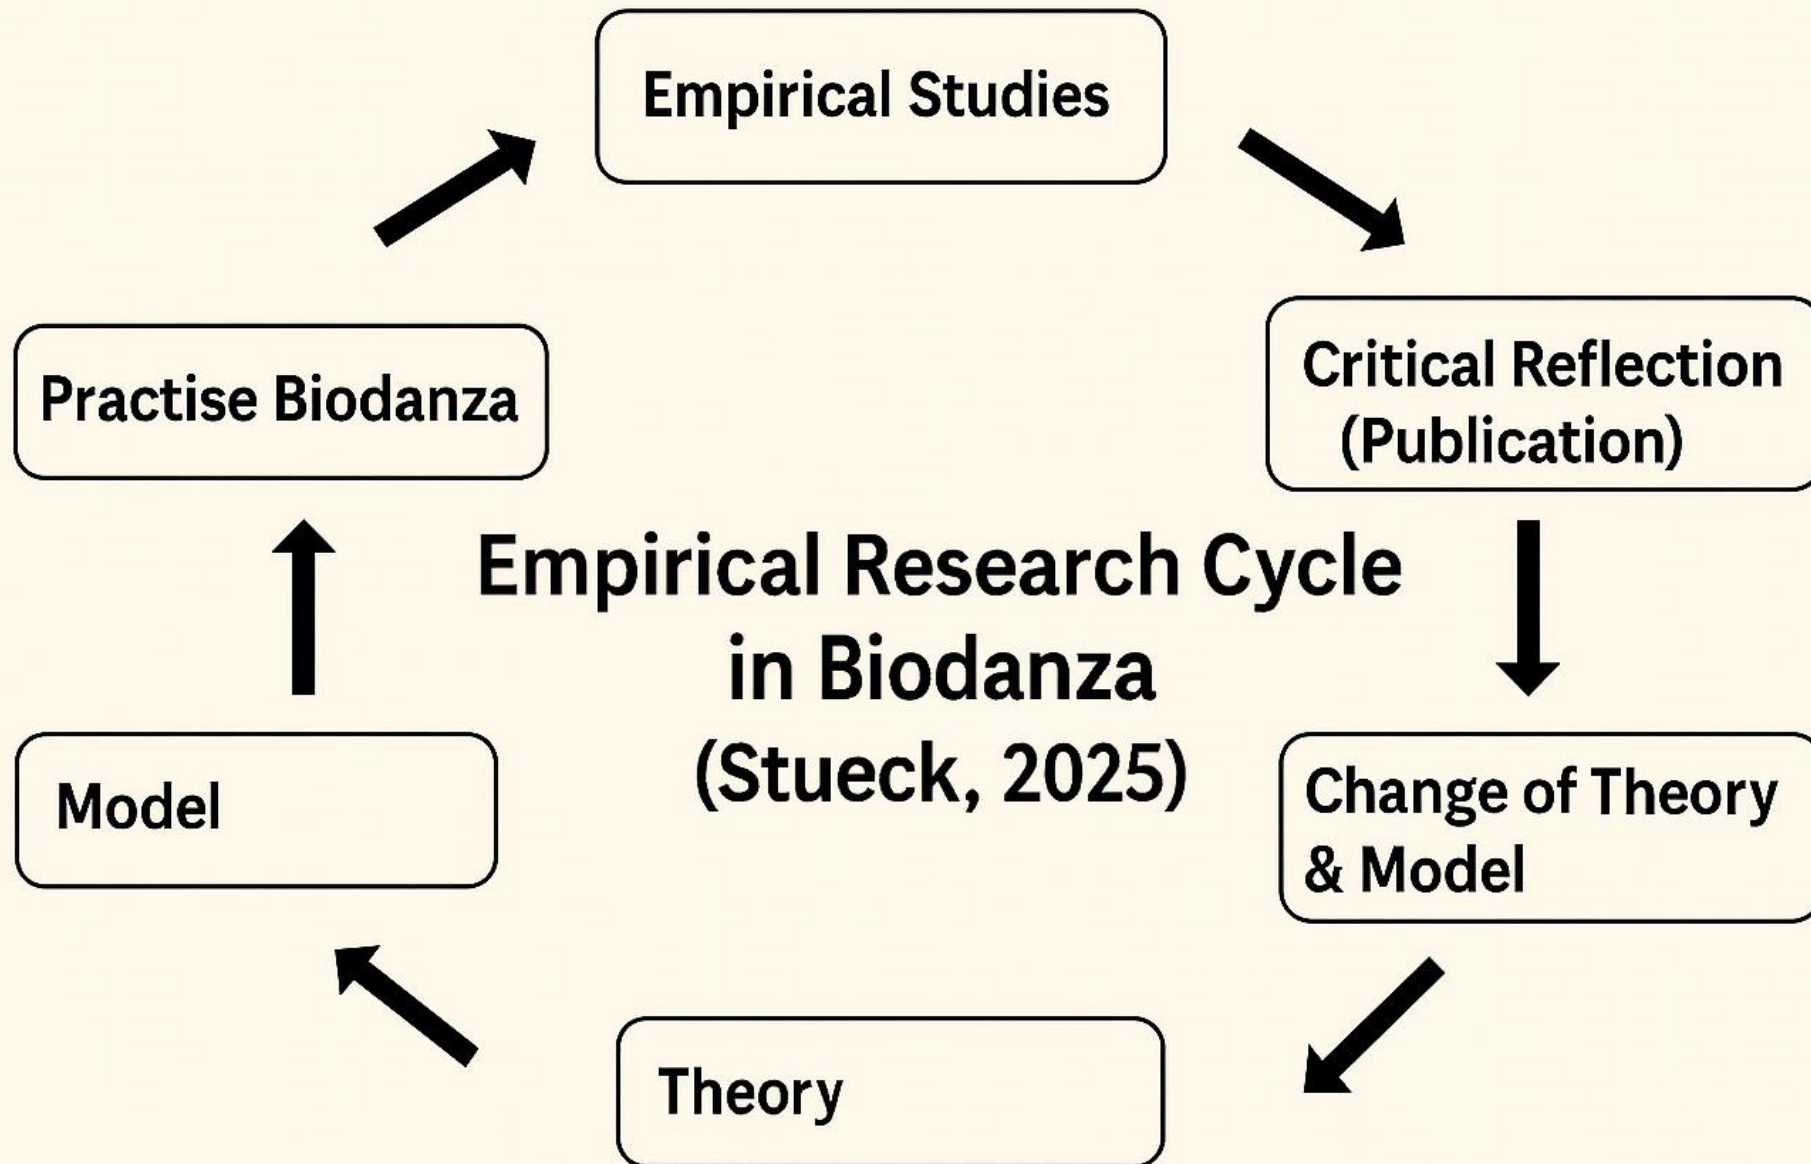 Empirical Studies
Critical Reflection
(Publication)
Practise Biodanza
Empirical Research Cycle
in Biodanza
(Stueck, 2025)
Model
Change of Theory
& Model
Theory